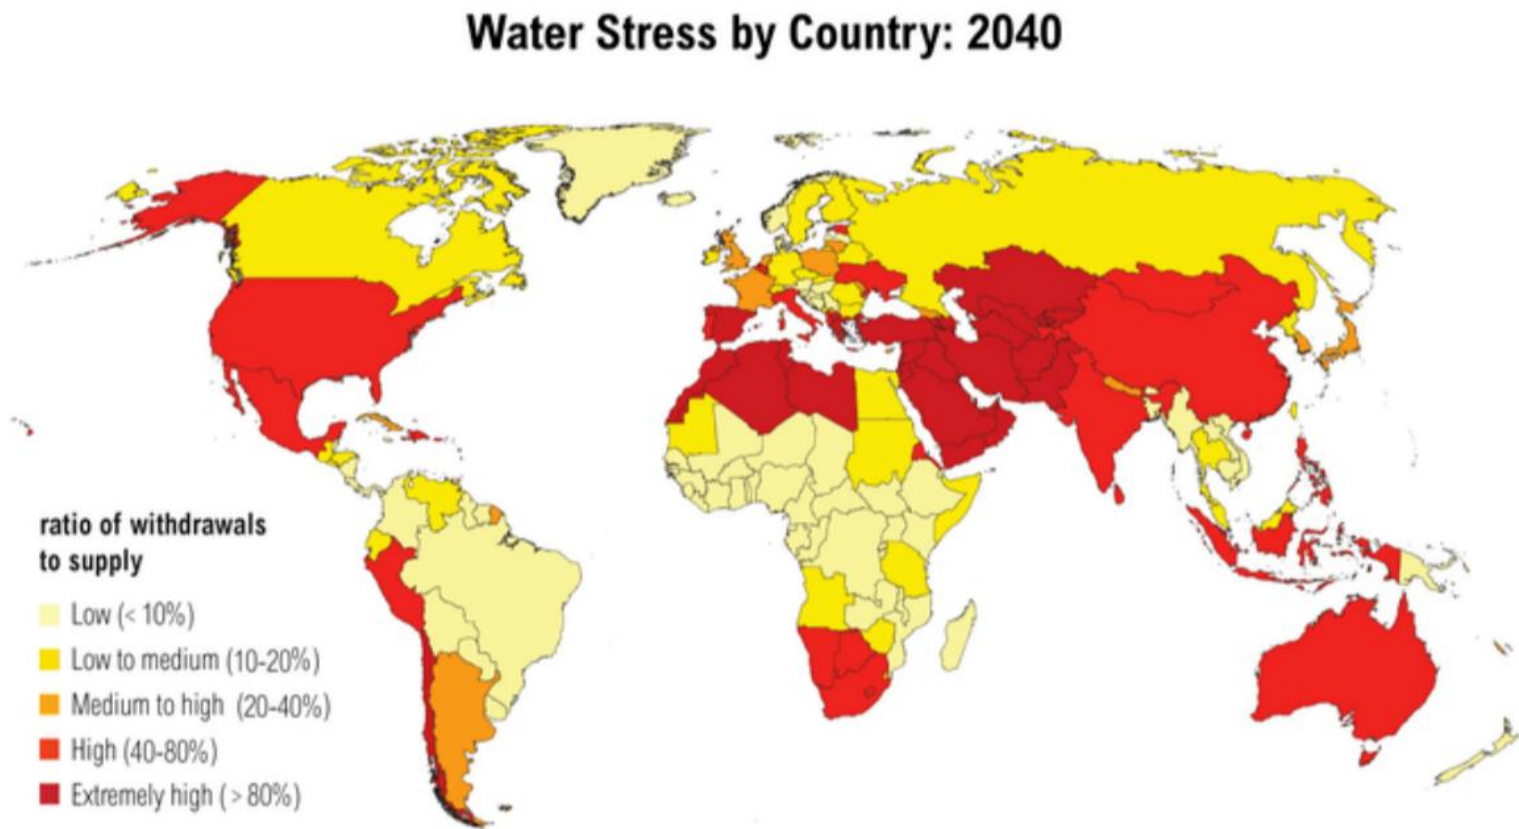 Water Stress by Country: 2040
ratio of withdrawals
to supply
Low (< 10%)
Low to medium (10-20%)
Medium to high (20-40%)
High (40-80%)
Extremely high ( > 80%)